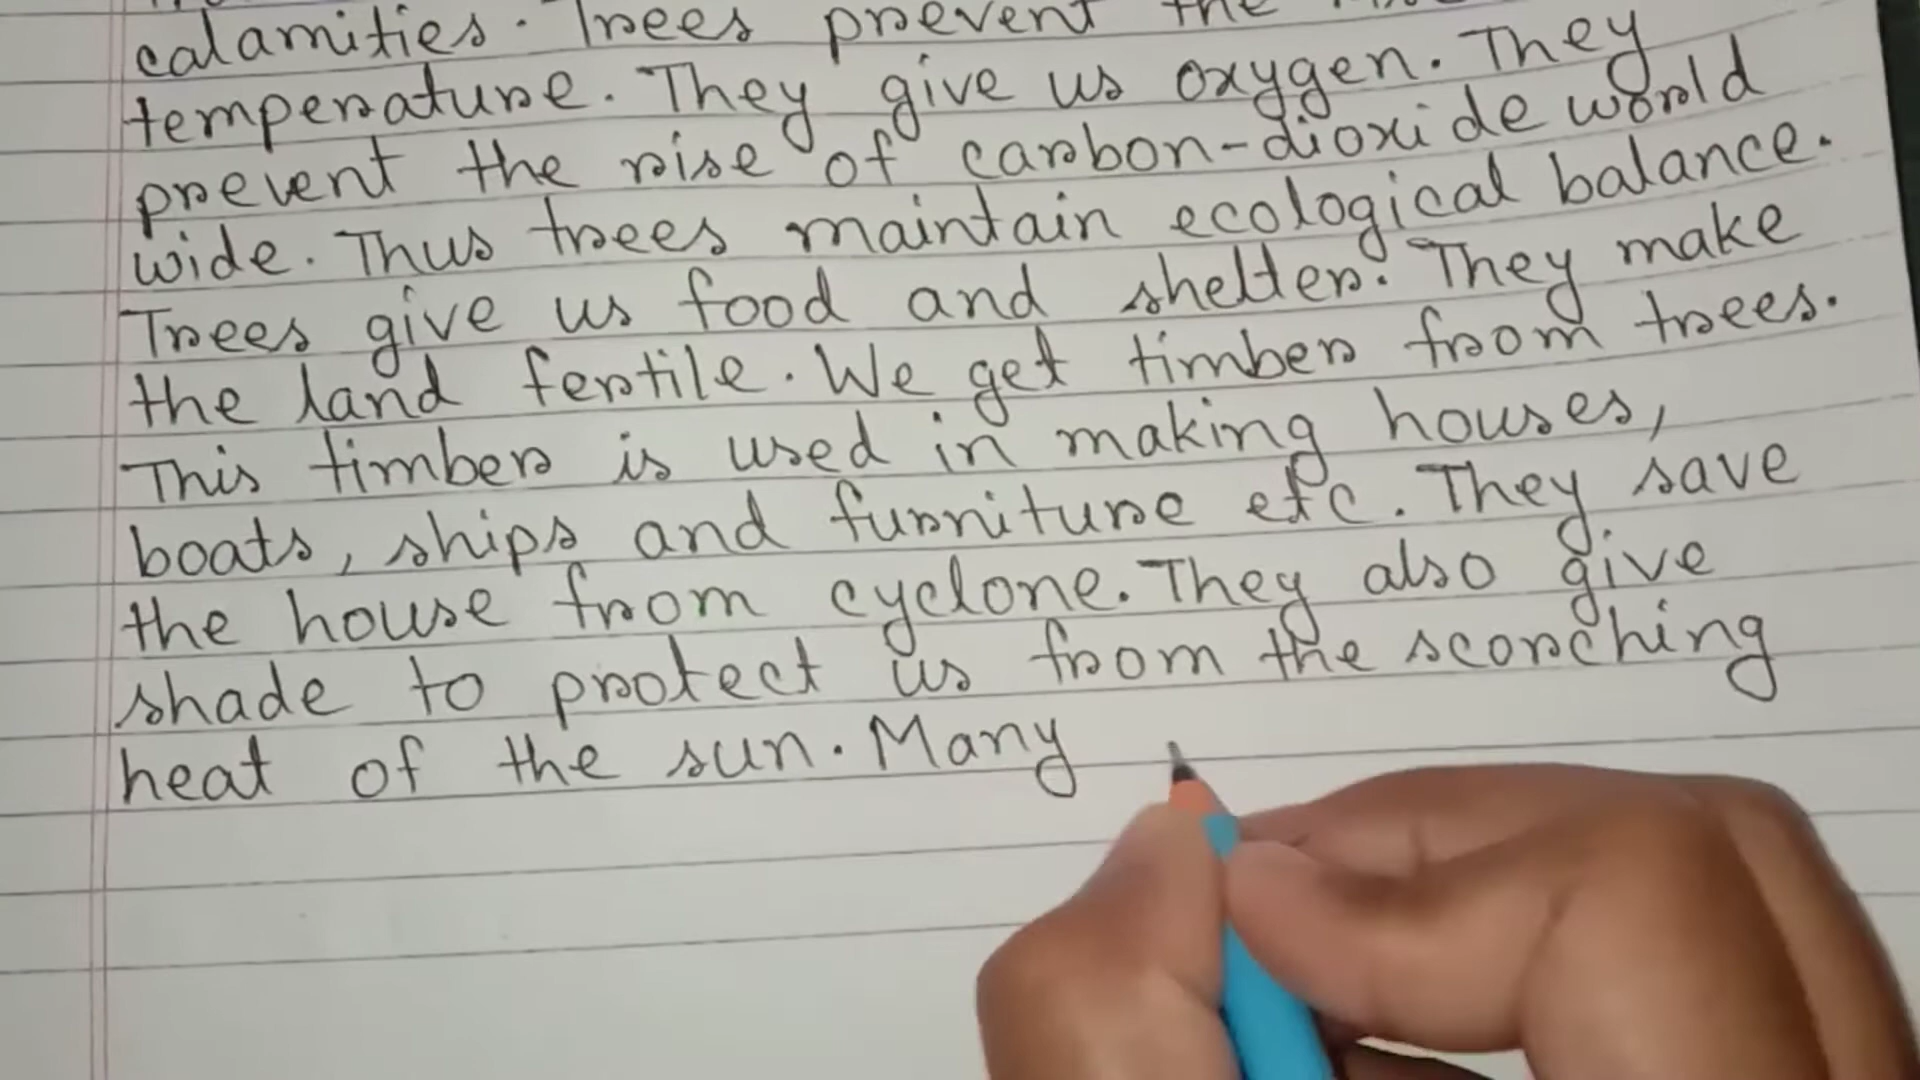 calamities. Trees prevent the
temperature. They give us oxygen. They
prevent the rise of carbon-dioxide world
wide. Thus trees maintain ecological balance.
Trees give us food and shelter. They make
the land fertile. We get timber from trees.
This timber is used in making houses,
boats, ships and furniture etc. They save
the house from cyclone. They also give
shade to protect us from the scorching
heat of the sun. Many